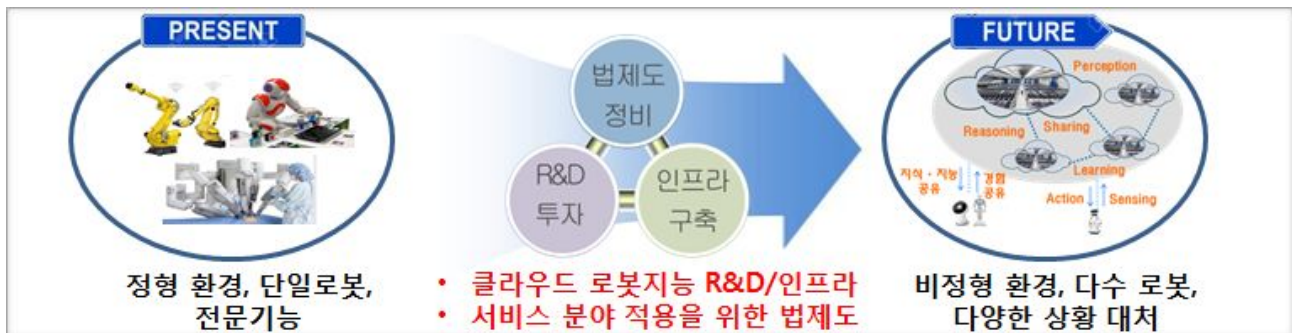 PRESENT
정형 환경, 단일로봇,
전문기능
법제도
정비
R&D
투자
인프라
구축
• 클라우드 로봇지능 R&D/인프라
• 서비스 분야 적용을 위한 법제도
FUTURE
Perception
Reasoning
Sharing
Learning
지식·지능
공유
경험
공유
Action
Sensing
비정형 환경, 다수 로봇,
다양한 상황 대처